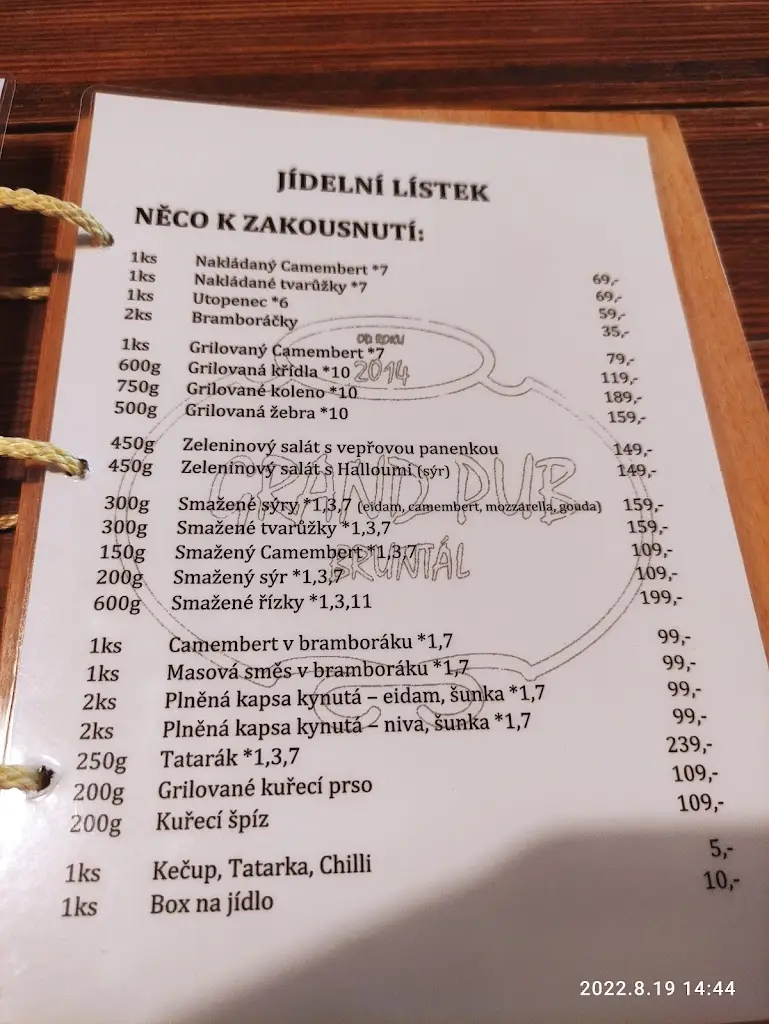 JÍDELNÍ LÍSTEK
NĚCO K ZAKOUSNUTÍ:
1ks Nakládaný Camembert *7 69,-
1ks Nakládané tvarůžky *7 69,-
1ks Utopenec *6 59,-
2ks Bramboráčky 35,-
OD ROKU
2014
1ks Grilovaný Camembert *7 79,-
600g Grilovaná křídla *10 119,-
750g Grilované koleno *10 189,-
500g Grilovaná žebra *10 159,-
450g Zeleninový salát s vepřovou panenkou 149,-
450g Zeleninový salát s Halloumi (sýr) 149,-
GRAND PUB
BRUNTÁL
300g Smažené sýry *1,3,7 (eidam, camembert, mozzarella, gouda) 159,-
300g Smažené tvarůžky *1,3,7 159,-
150g Smažený Camembert *1,3,7 109,-
200g Smažený sýr *1,3,7 109,-
600g Smažené řízky *1,3,11 199,-
1ks Camembert v bramboráku *1,7 99,-
1ks Masová směs v bramboráku *1,7 99,-
2ks Plněná kapsa kynutá – eidam, šunka *1,7 99,-
2ks Plněná kapsa kynutá – niva, šunka *1,7 99,-
250g Tatarák *1,3,7 239,-
200g Grilované kuřecí prso 109,-
200g Kuřecí špíz 109,-
1ks Kečup, Tatarka, Chilli 5,-
1ks Box na jídlo 10,-
2022.8.19 14:44